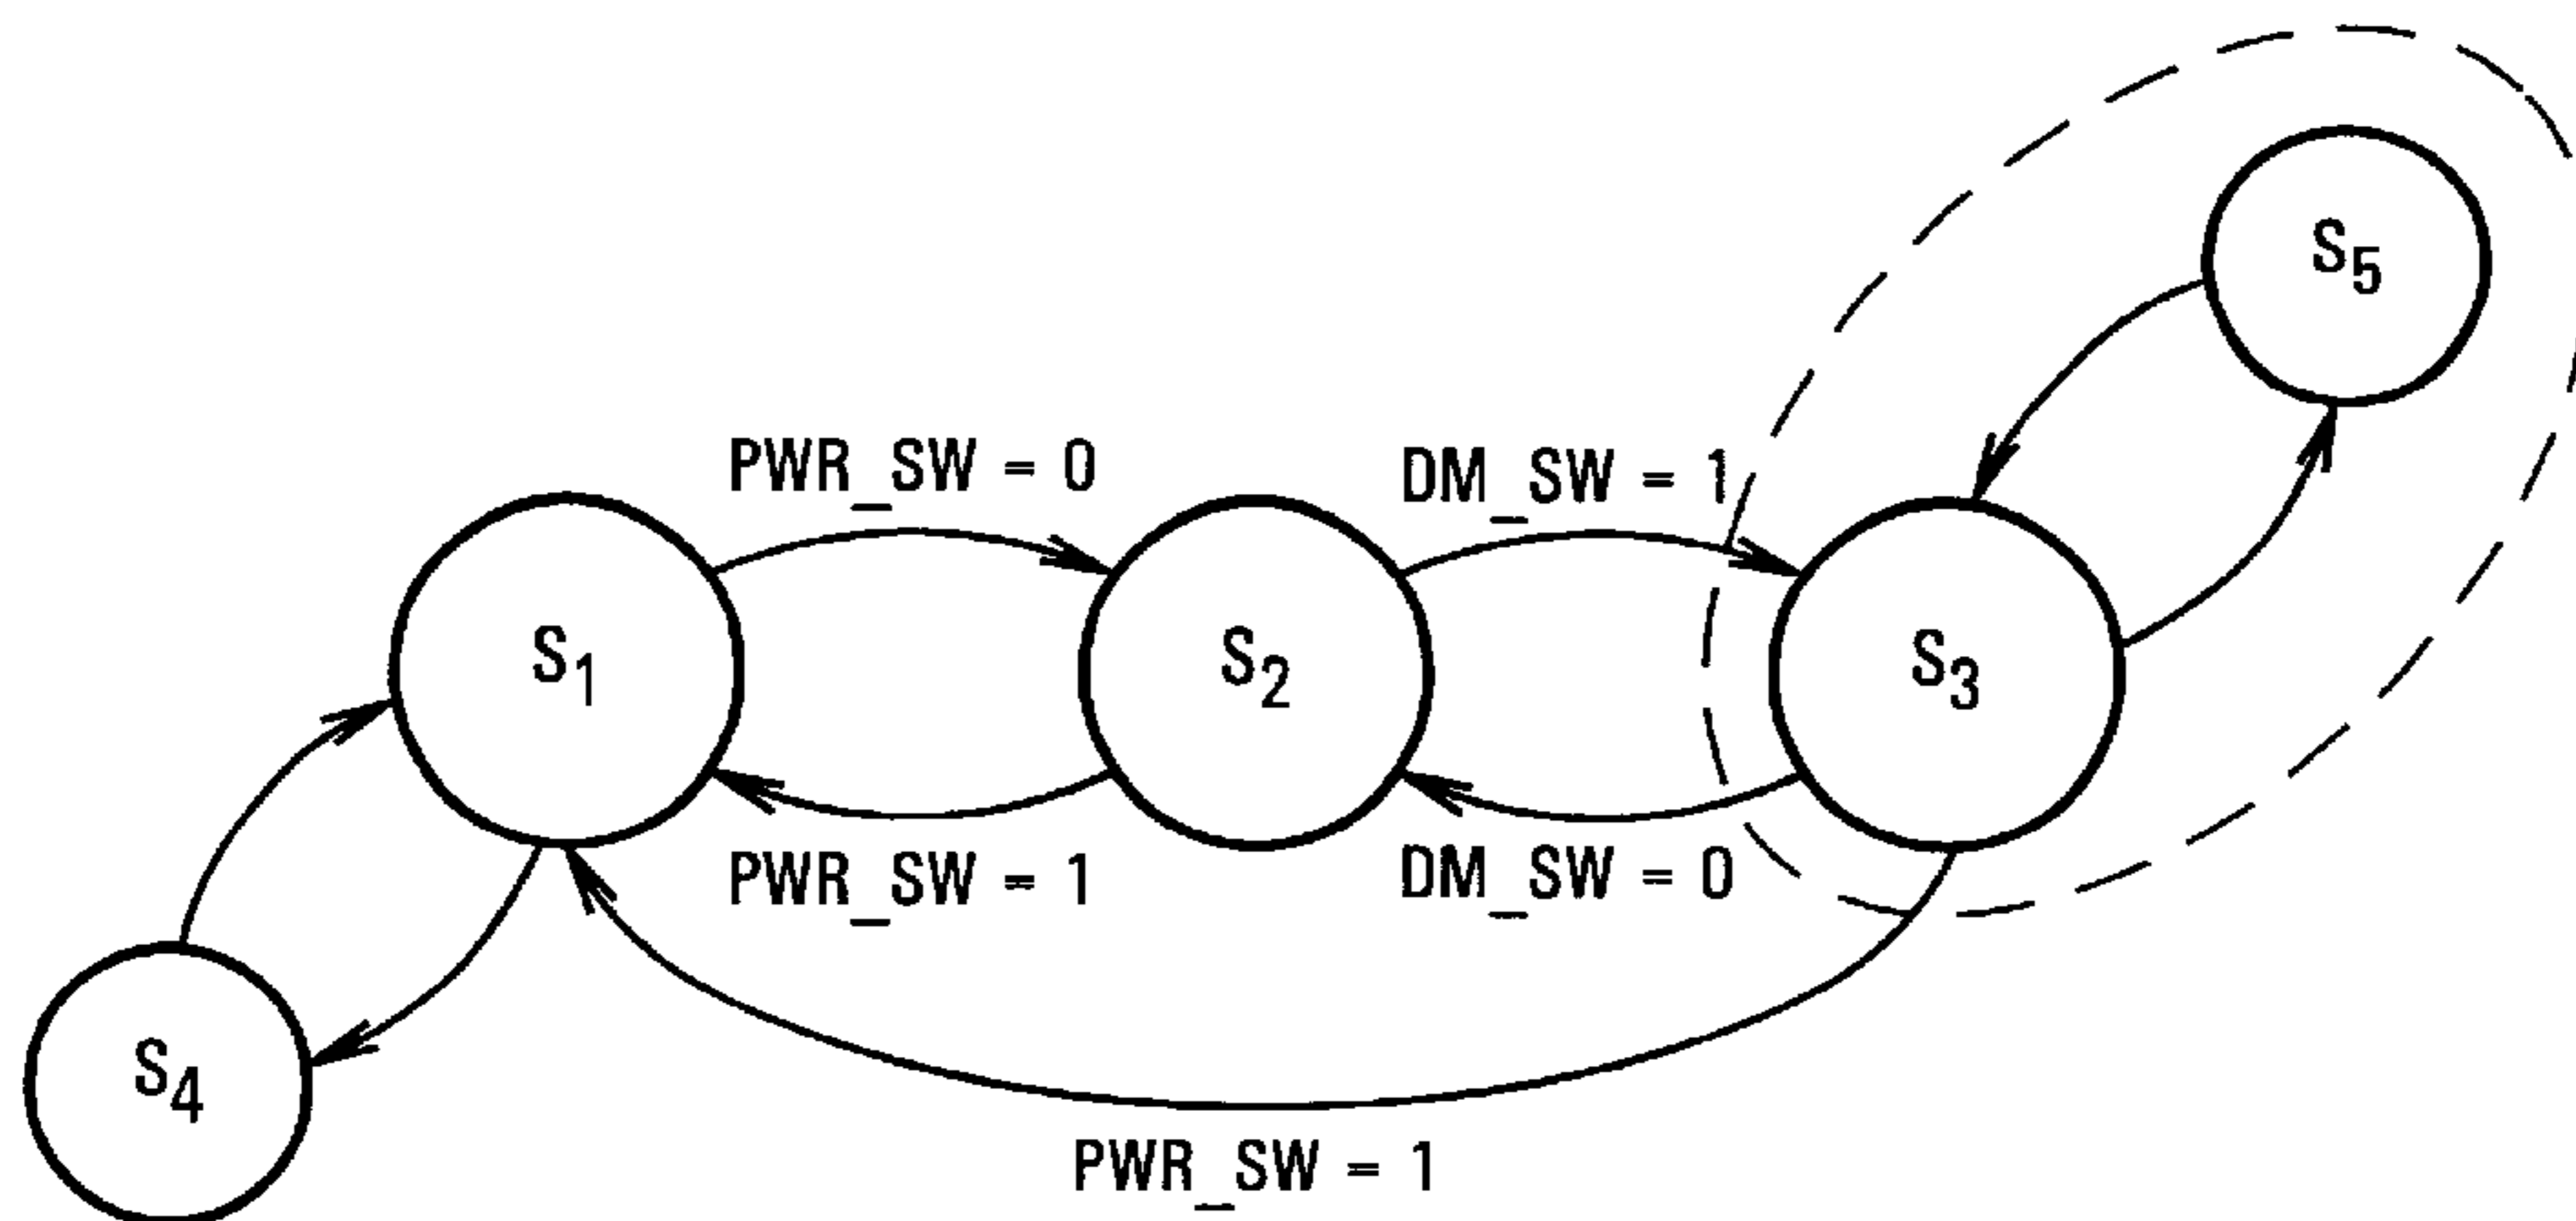 S5
PWR_SW = 0
DM_SW = 1
S1
S2
S3
PWR_SW = 1
DM_SW = 0
S4
PWR_SW = 1